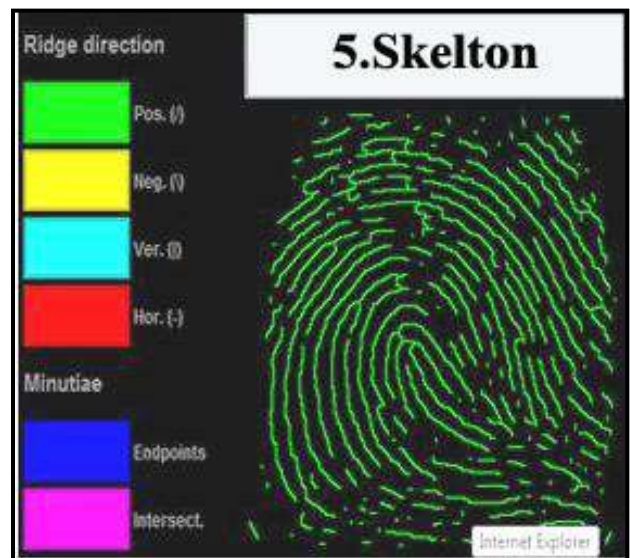 Ridge direction
5.Skelton
Pos. (/)
Neg. (\)
Ver. (|)
Hor. (-)
Minutiae
Endpoints
Intersect.
Internet Explorer